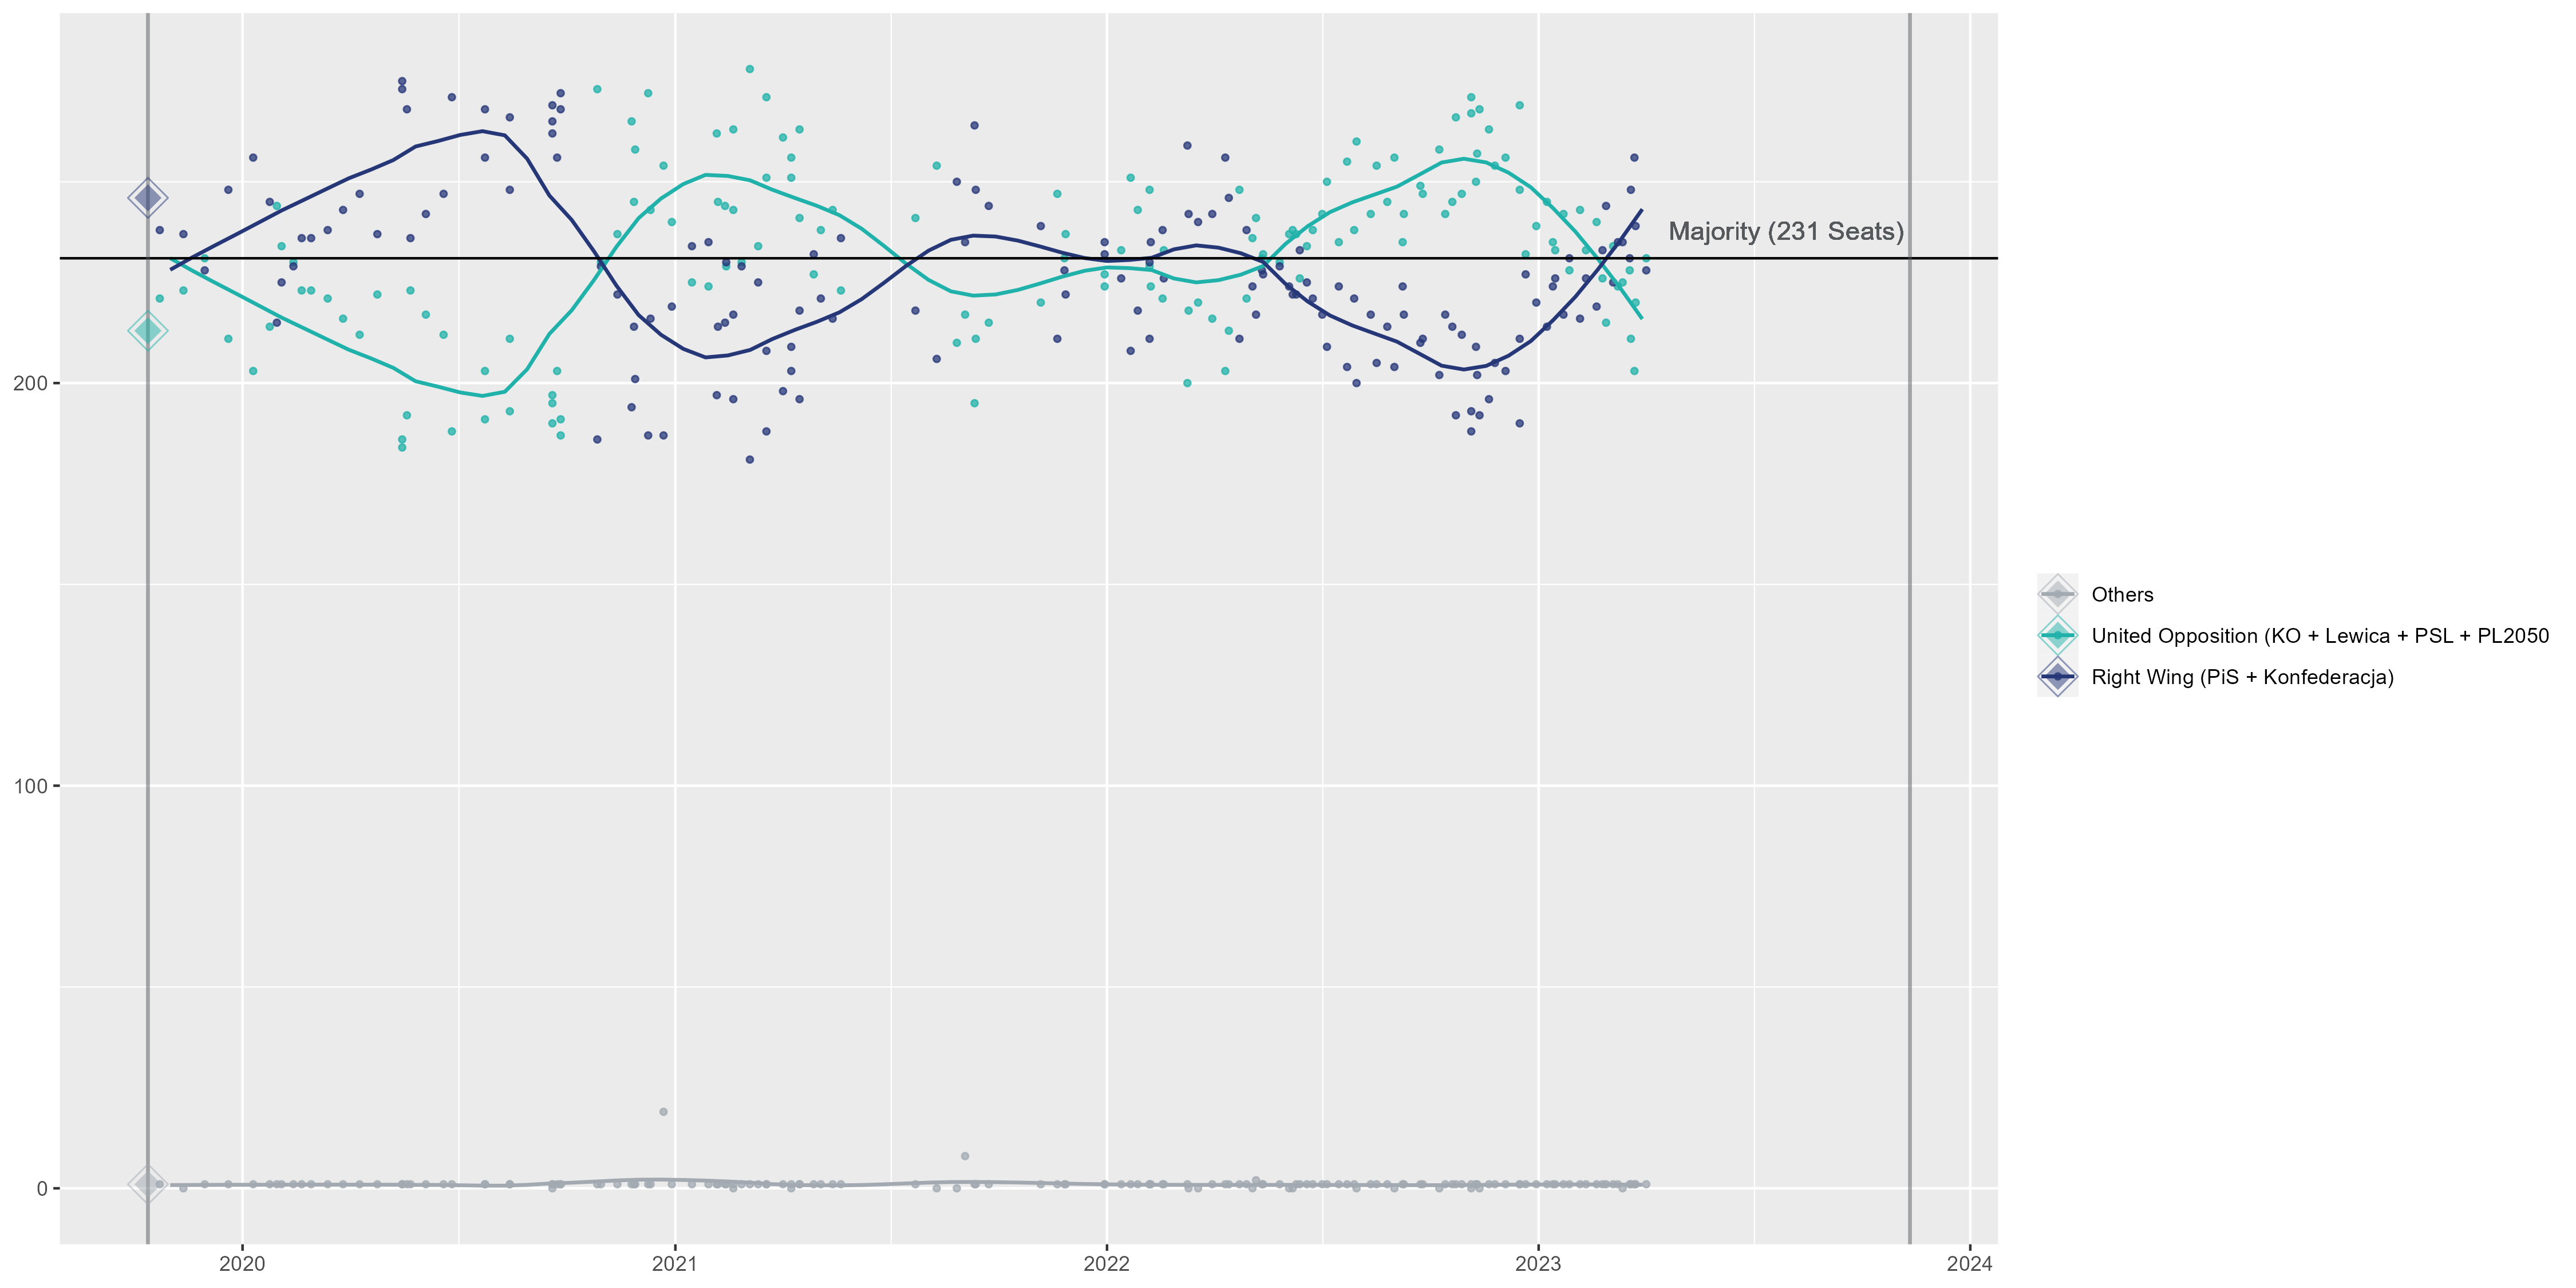 Majority (231 Seats)
200
100
0
2020
2021
2022
2023
2024
Others
United Opposition (KO + Lewica + PSL + PL2050
Right Wing (PiS + Konfederacja)